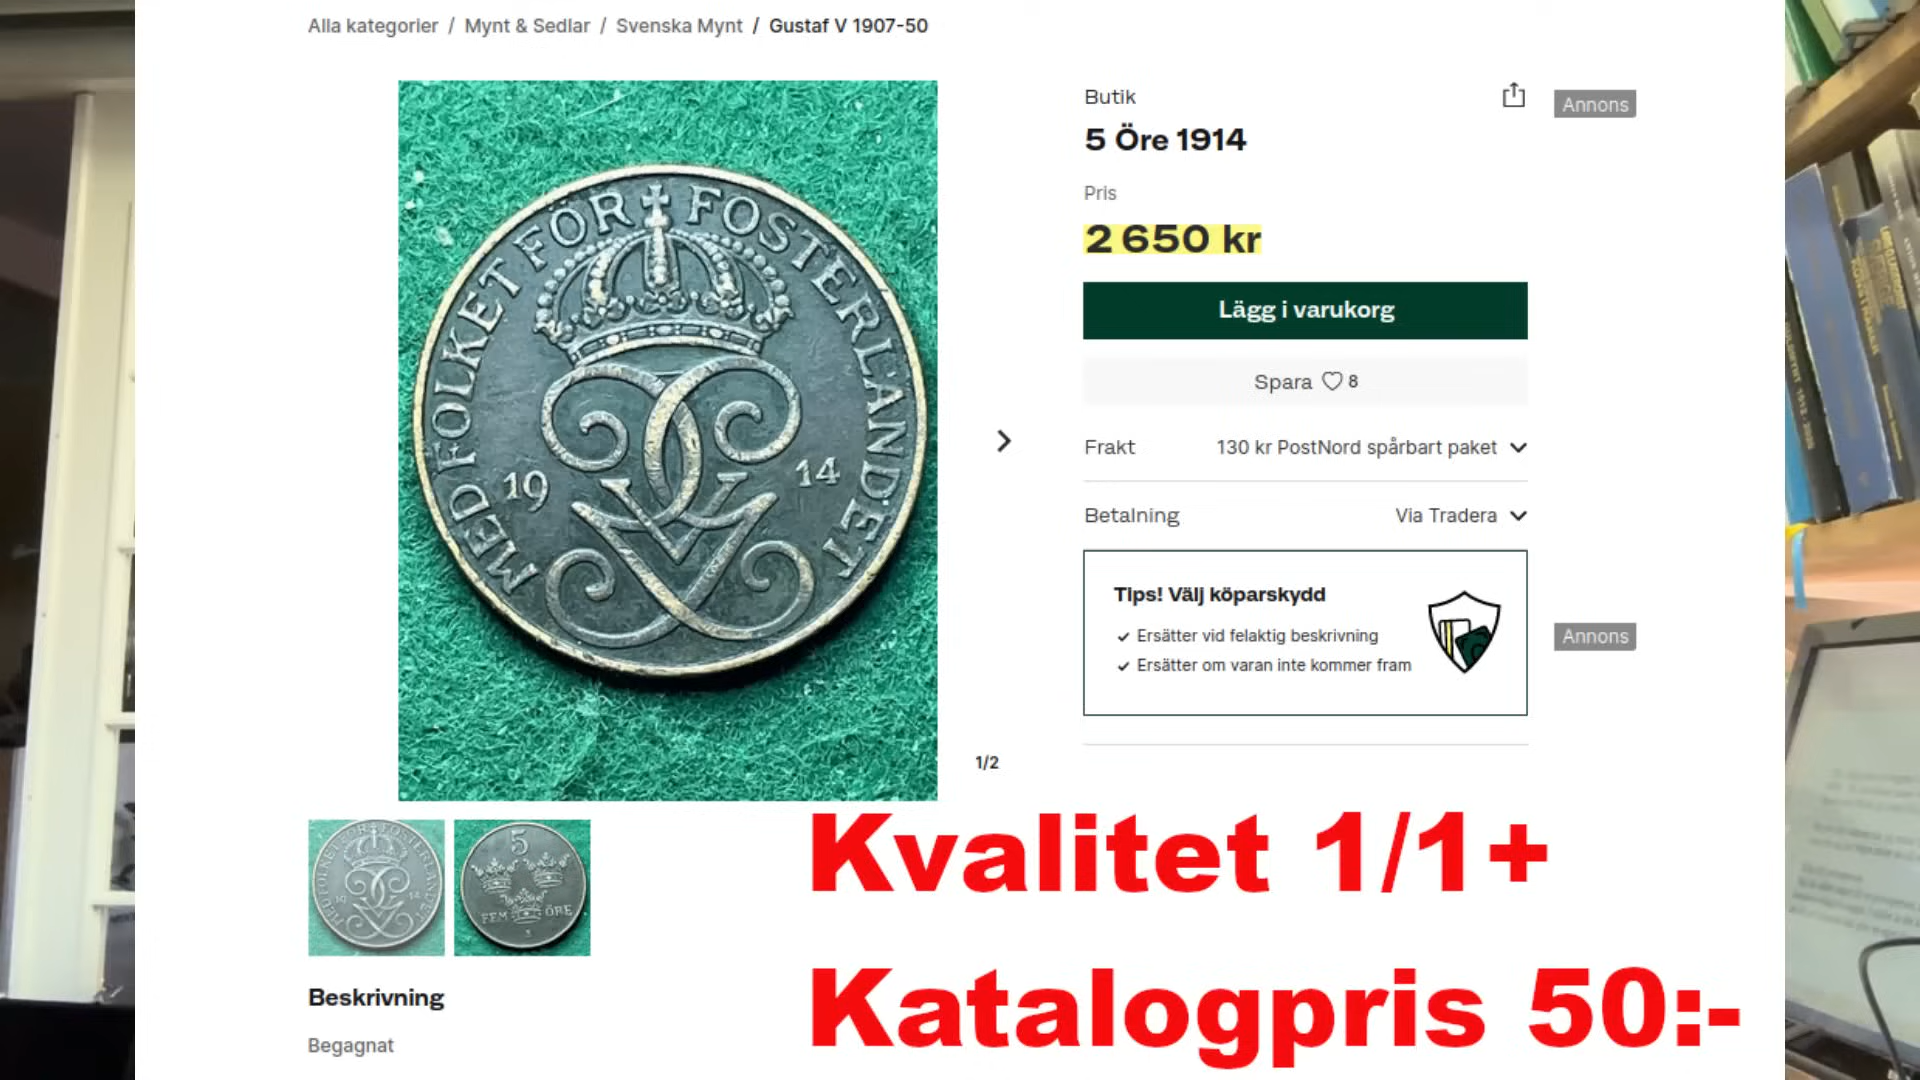 Alla kategorier / Mynt & Sedlar / Svenska Mynt / Gustaf V 1907-50
MED FOLKET FÖR FOSTERLANDET
19 14
1/2
5
FEM ÖRE
Butik
5 Öre 1914
Pris
2 650 kr
Lägg i varukorg
Spara 8
Frakt 130 kr PostNord spårbart paket
Betalning Via Tradera
Tips! Välj köparskydd
Ersätter vid felaktig beskrivning
Ersätter om varan inte kommer fram
Annons
Annons
Kvalitet 1/1+
Katalogpris 50:-
Beskrivning
Begagnat